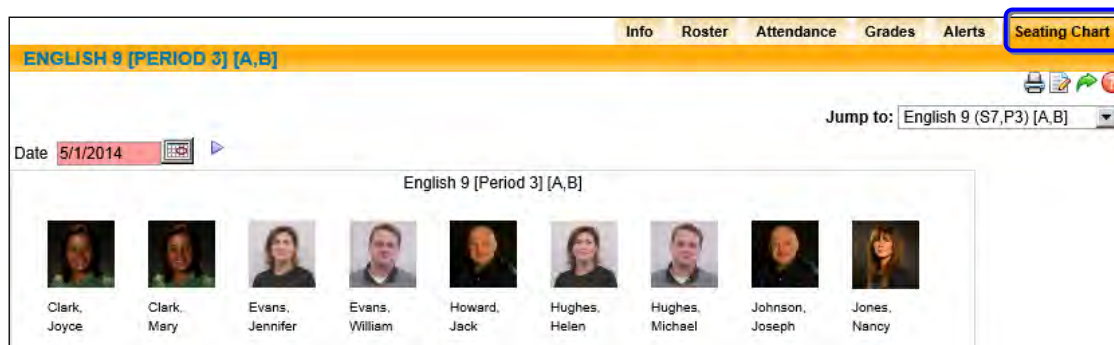 Info Roster Attendance Grades Alerts Seating Chart
ENGLISH 9 [PERIOD 3] [A,B]
Jump to: English 9 (S7,P3) [A,B]
Date 5/1/2014
English 9 [Period 3] [A,B]
Clark, Joyce
Clark, Mary
Evans, Jennifer
Evans, William
Howard, Jack
Hughes, Helen
Hughes, Michael
Johnson, Joseph
Jones, Nancy